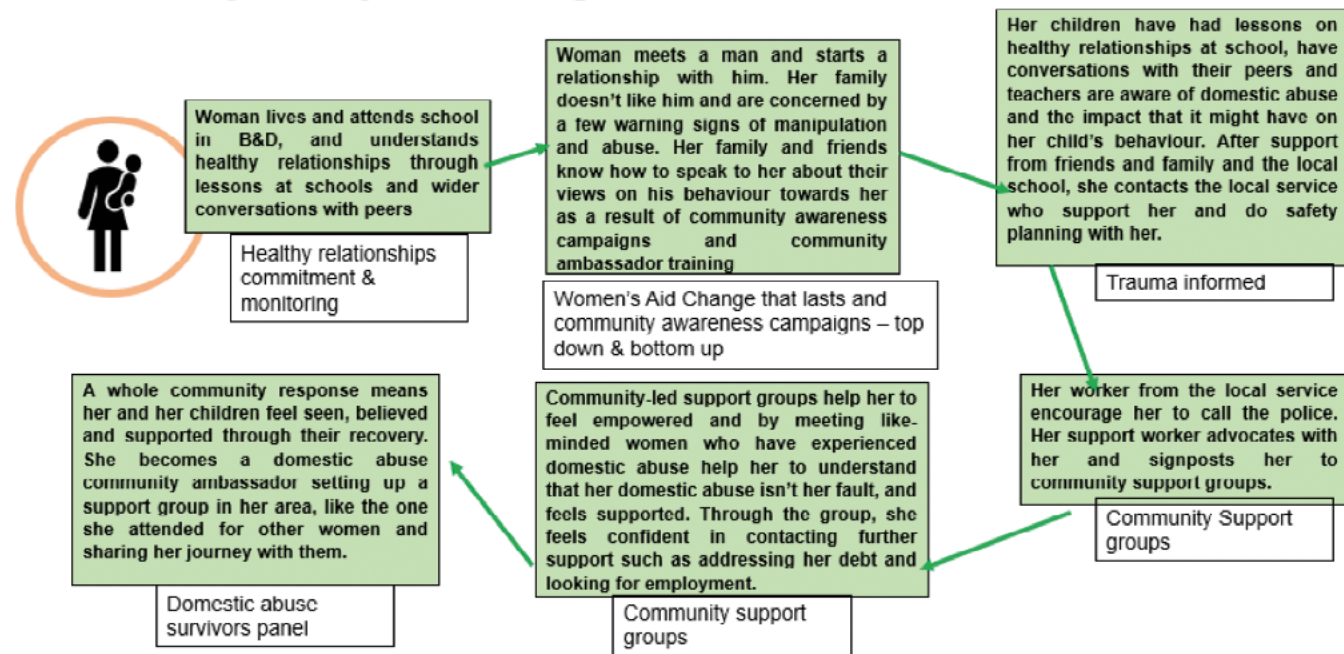 Woman lives and attends school
in B&D, and understands
healthy relationships through
lessons at schools and wider
conversations with peers
Healthy relationships
commitment &
monitoring
Woman meets a man and starts a
relationship with him. Her family
doesn't like him and are concerned by
a few warning signs of manipulation
and abuse. Her family and friends
know how to speak to her about their
views on his behaviour towards her
as a result of community awareness
campaigns and community
ambassador training
Women's Aid Change that lasts and
community awareness campaigns – top
down & bottom up
Her children have had lessons on
healthy relationships at school, have
conversations with their peers and
teachers are aware of domestic abuse
and the impact that it might have on
her child's behaviour. After support
from friends and family and the local
school, she contacts the local service
who support her and do safety
planning with her.
Trauma informed
Her worker from the local service
encourage her to call the police.
Her support worker advocates with
her and signposts her to
community support groups.
Community Support
groups
Community-led support groups help her to
feel empowered and by meeting like-
minded women who have experienced
domestic abuse help her to understand
that her domestic abuse isn't her fault, and
feels supported. Through the group, she
feels confident in contacting further
support such as addressing her debt and
looking for employment.
Community support
groups
A whole community response means
her and her children feel seen, believed
and supported through their recovery.
She becomes a domestic abuse
community ambassador setting up a
support group in her area, like the one
she attended for other women and
sharing her journey with them.
Domestic abuse
survivors panel